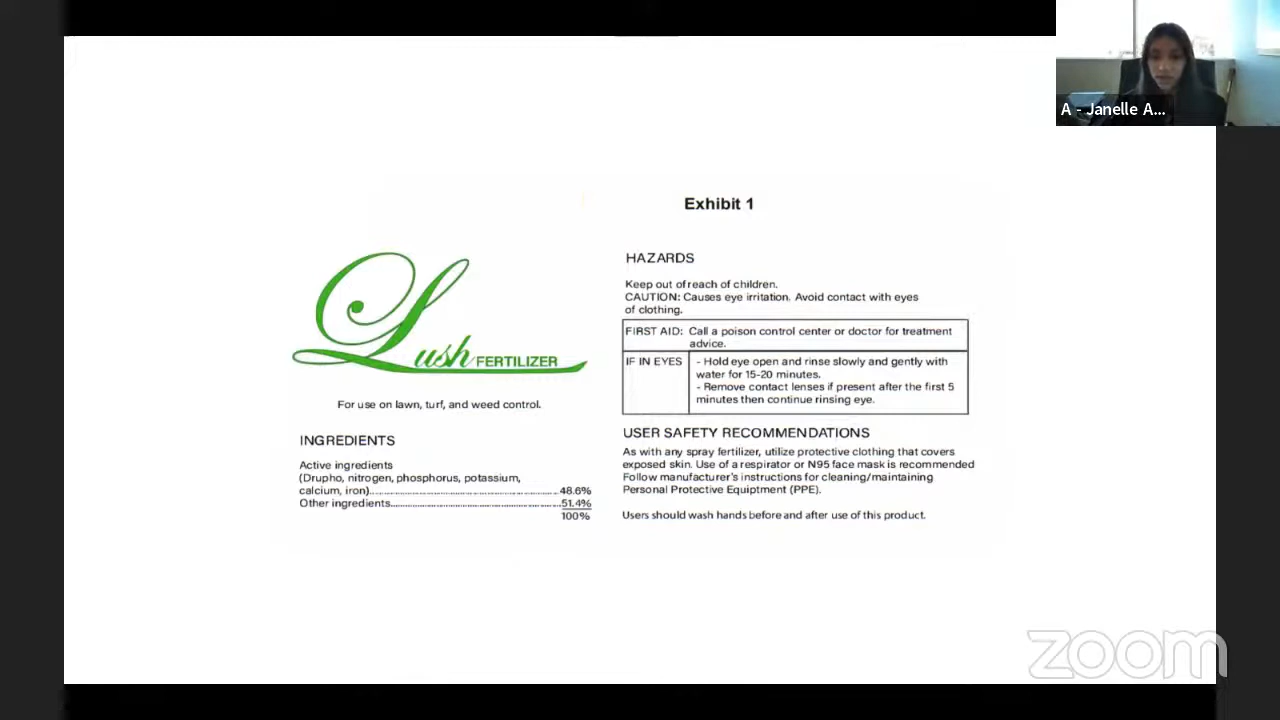 A - Janelle A...
Exhibit 1
Lush FERTILIZER
For use on lawn, turf, and weed control.
INGREDIENTS
Active ingredients
(Drupho, nitrogen, phosphorus, potassium,
calcium, iron)....................................................48.6%
Other ingredients................................................51.4%
100%
HAZARDS
Keep out of reach of children.
CAUTION: Causes eye irritation. Avoid contact with eyes
of clothing.
FIRST AID: Call a poison control center or doctor for treatment
advice.
IF IN EYES - Hold eye open and rinse slowly and gently with
water for 15-20 minutes.
- Remove contact lenses if present after the first 5
minutes then continue rinsing eye.
USER SAFETY RECOMMENDATIONS
As with any spray fertilizer, utilize protective clothing that covers
exposed skin. Use of a respirator or N95 face mask is recommended
Follow manufacturer's instructions for cleaning/maintaining
Personal Protective Equiptment (PPE).
Users should wash hands before and after use of this product.
zoom